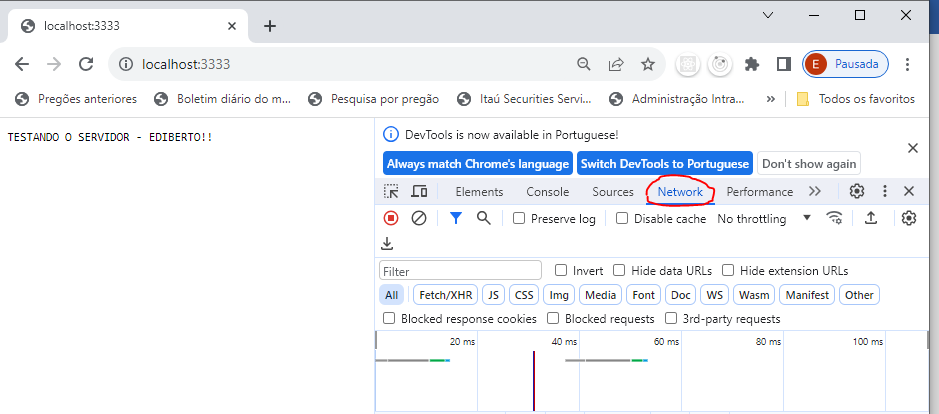 localhost:3333
localhost:3333
E Pausada
Pregões anteriores Boletim diário do m... Pesquisa por pregão Itaú Securities Servi... Administração Intra... » Todos os favoritos
TESTANDO O SERVIDOR - EDIBERTO!!
DevTools is now available in Portuguese!
Always match Chrome's language Switch DevTools to Portuguese Don't show again
Elements Console Sources Network Performance »
Preserve log Disable cache No throttling
Filter Invert Hide data URLs Hide extension URLs
All Fetch/XHR JS CSS Img Media Font Doc WS Wasm Manifest Other
Blocked response cookies Blocked requests 3rd-party requests
20 ms 40 ms 60 ms 80 ms 100 ms